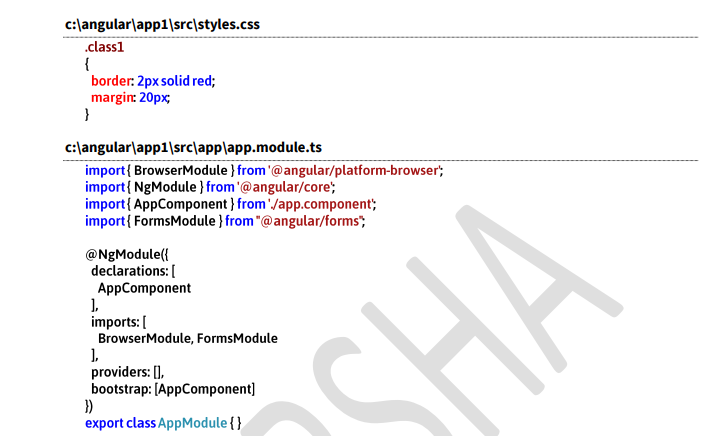 c:\angular\app1\src\styles.css
.class1
{
border: 2px solid red;
margin: 20px;
}
c:\angular\app1\src\app\app.module.ts
import { BrowserModule } from '@angular/platform-browser';
import { NgModule } from '@angular/core';
import { AppComponent } from './app.component';
import { FormsModule } from "@angular/forms";
@NgModule({
declarations: [
AppComponent
],
imports: [
BrowserModule, FormsModule
],
providers: [],
bootstrap: [AppComponent]
})
export class AppModule { }